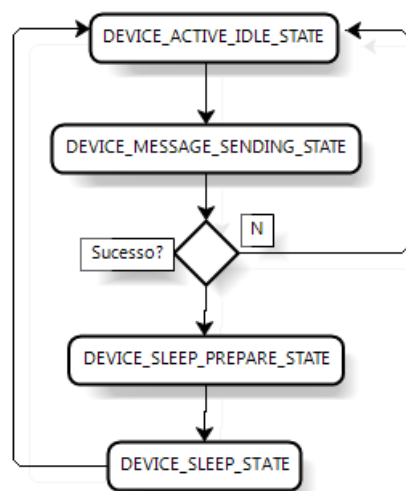 DEVICE_ACTIVE_IDLE_STATE
DEVICE_MESSAGE_SENDING_STATE
N
Sucesso?
DEVICE_SLEEP_PREPARE_STATE
DEVICE_SLEEP_STATE